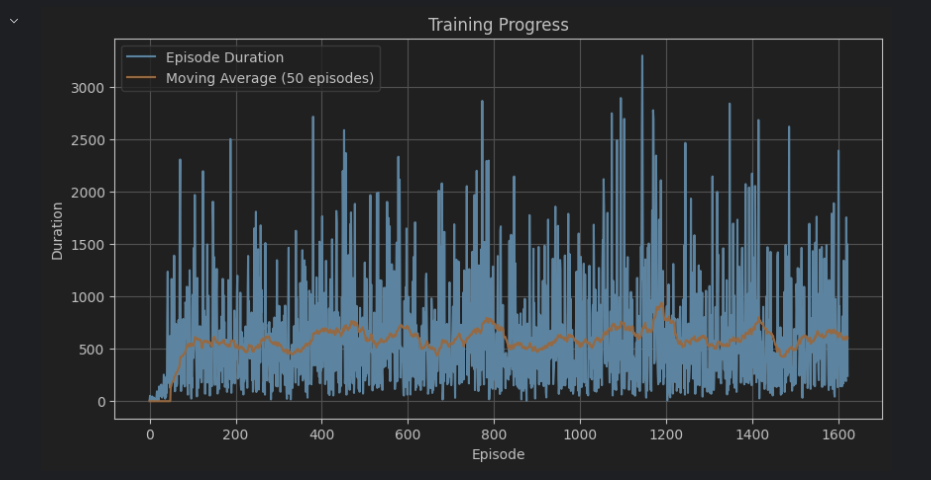 Training Progress
Episode Duration
Moving Average (50 episodes)
3000
2500
2000
1500
1000
500
0
Duration
0 200 400 600 800 1000 1200 1400 1600
Episode